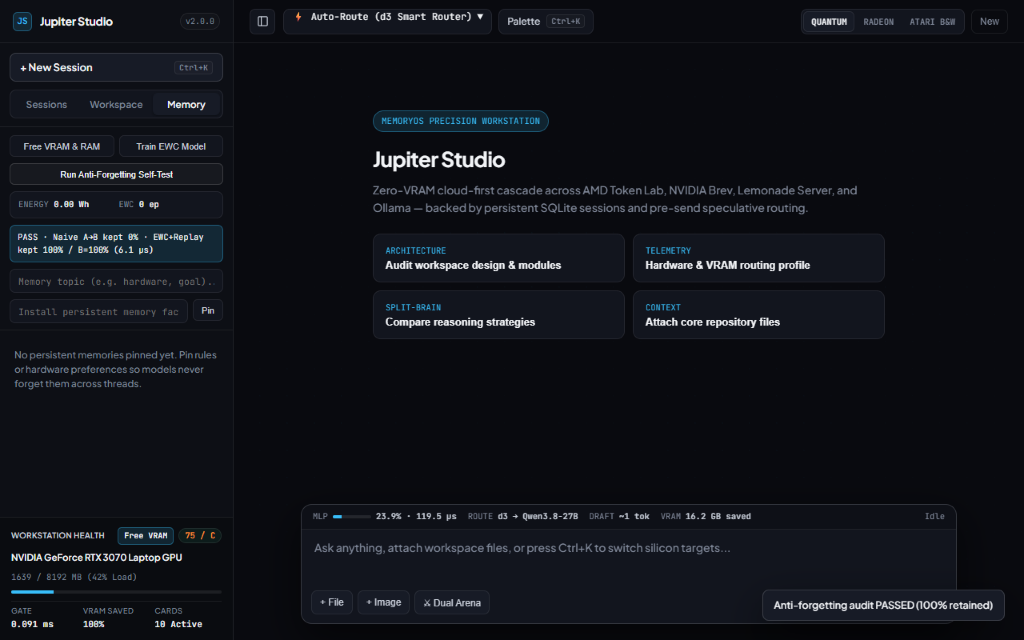 JS Jupiter Studio v2.8.0
+ New Session Ctrl+K
Sessions Workspace Memory
Free VRAM & RAM Train EWC Model
Run Anti-Forgetting Self-Test
ENERGY 0.00 Wh EWC 0 ep
PASS · Naive A→B kept 0% · EWC+Replay
kept 100% / B=100% (6.1 µs)
Memory topic (e.g. hardware, goal)..
Install persistent memory fac Pin
No persistent memories pinned yet. Pin rules
or hardware preferences so models never
forget them across threads.
WORKSTATION HEALTH Free VRAM 75 / C
NVIDIA GeForce RTX 3070 Laptop GPU
1639 / 8192 MB (42% Load)
GATE VRAM SAVED CARDS
0.091 ms 100% 10 Active
Auto-Route (d3 Smart Router) ▼ Palette Ctrl+K QUANTUM RADEON ATARI B&W New
MEMORYOS PRECISION WORKSTATION
Jupiter Studio
Zero-VRAM cloud-first cascade across AMD Token Lab, NVIDIA Brev, Lemonade Server, and
Ollama — backed by persistent SQLite sessions and pre-send speculative routing.
ARCHITECTURE
Audit workspace design & modules
TELEMETRY
Hardware & VRAM routing profile
SPLIT-BRAIN
Compare reasoning strategies
CONTEXT
Attach core repository files
MLP 23.9% · 119.5 µs ROUTE d3 → Qwen3.8-27B DRAFT ~1 tok VRAM 16.2 GB saved Idle
Ask anything, attach workspace files, or press Ctrl+K to switch silicon targets...
+ File + Image ⚔ Dual Arena
Anti-forgetting audit PASSED (100% retained)